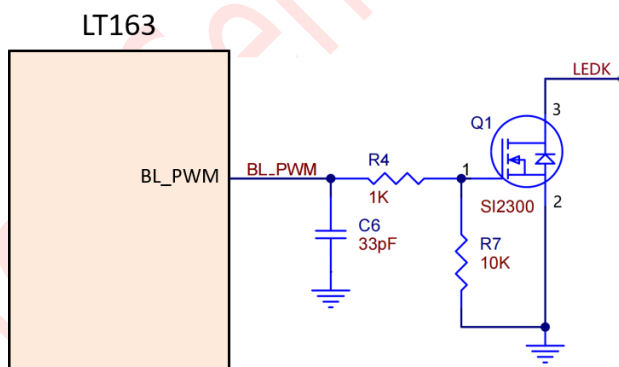 LT163
LEDK
3
Q1
BL_PWM
BL_PWM
R4
1
1K
SI2300
2
C6
33pF
R7
10K